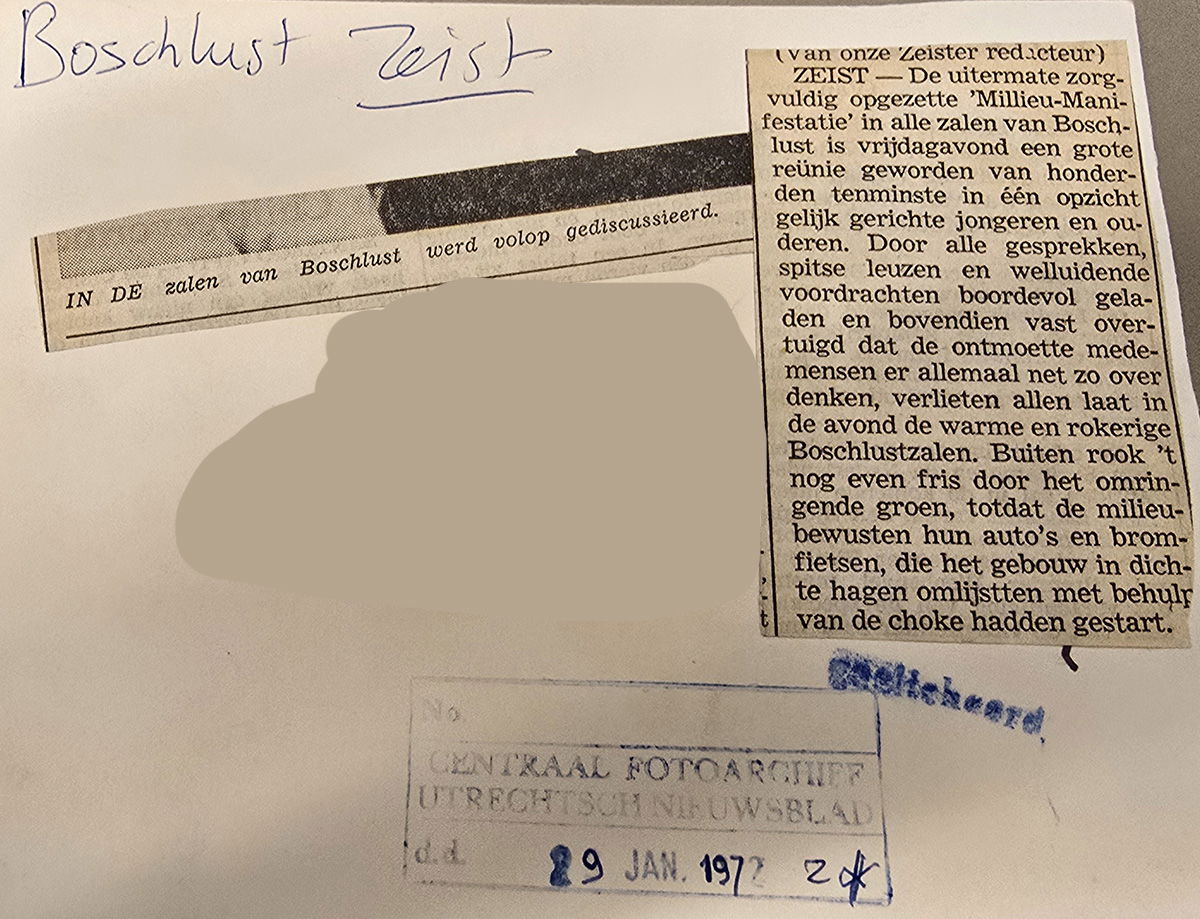 Boschlust Zeist
IN DE zalen van Boschlust werd volop gediscussieerd.
(Van onze Zeister redacteur)
ZEIST — De uitermate zorg-
vuldig opgezette 'Millieu-Mani-
festatie' in alle zalen van Bosch-
lust is vrijdagavond een grote
reünie geworden van honder-
den tenminste in één opzicht
gelijk gerichte jongeren en ou-
deren. Door alle gesprekken,
spitse leuzen en welluidende
voordrachten boordevol gela-
den en bovendien vast over-
tuigd dat de ontmoette mede-
mensen er allemaal net zo over
denken, verlieten allen laat in
de avond de warme en rokerige
Boschlustzalen. Buiten rook 't
nog even fris door het omrin-
gende groen, totdat de milieu-
bewusten hun auto's en brom-
fietsen, die het gebouw in dich-
te hagen omlijstten met behulp
van de choke hadden gestart.
No.
CENTRAAL FOTOARCHIEF
UTRECHTSCH NIEUWSBLAD
d.d. 29 JAN. 1972